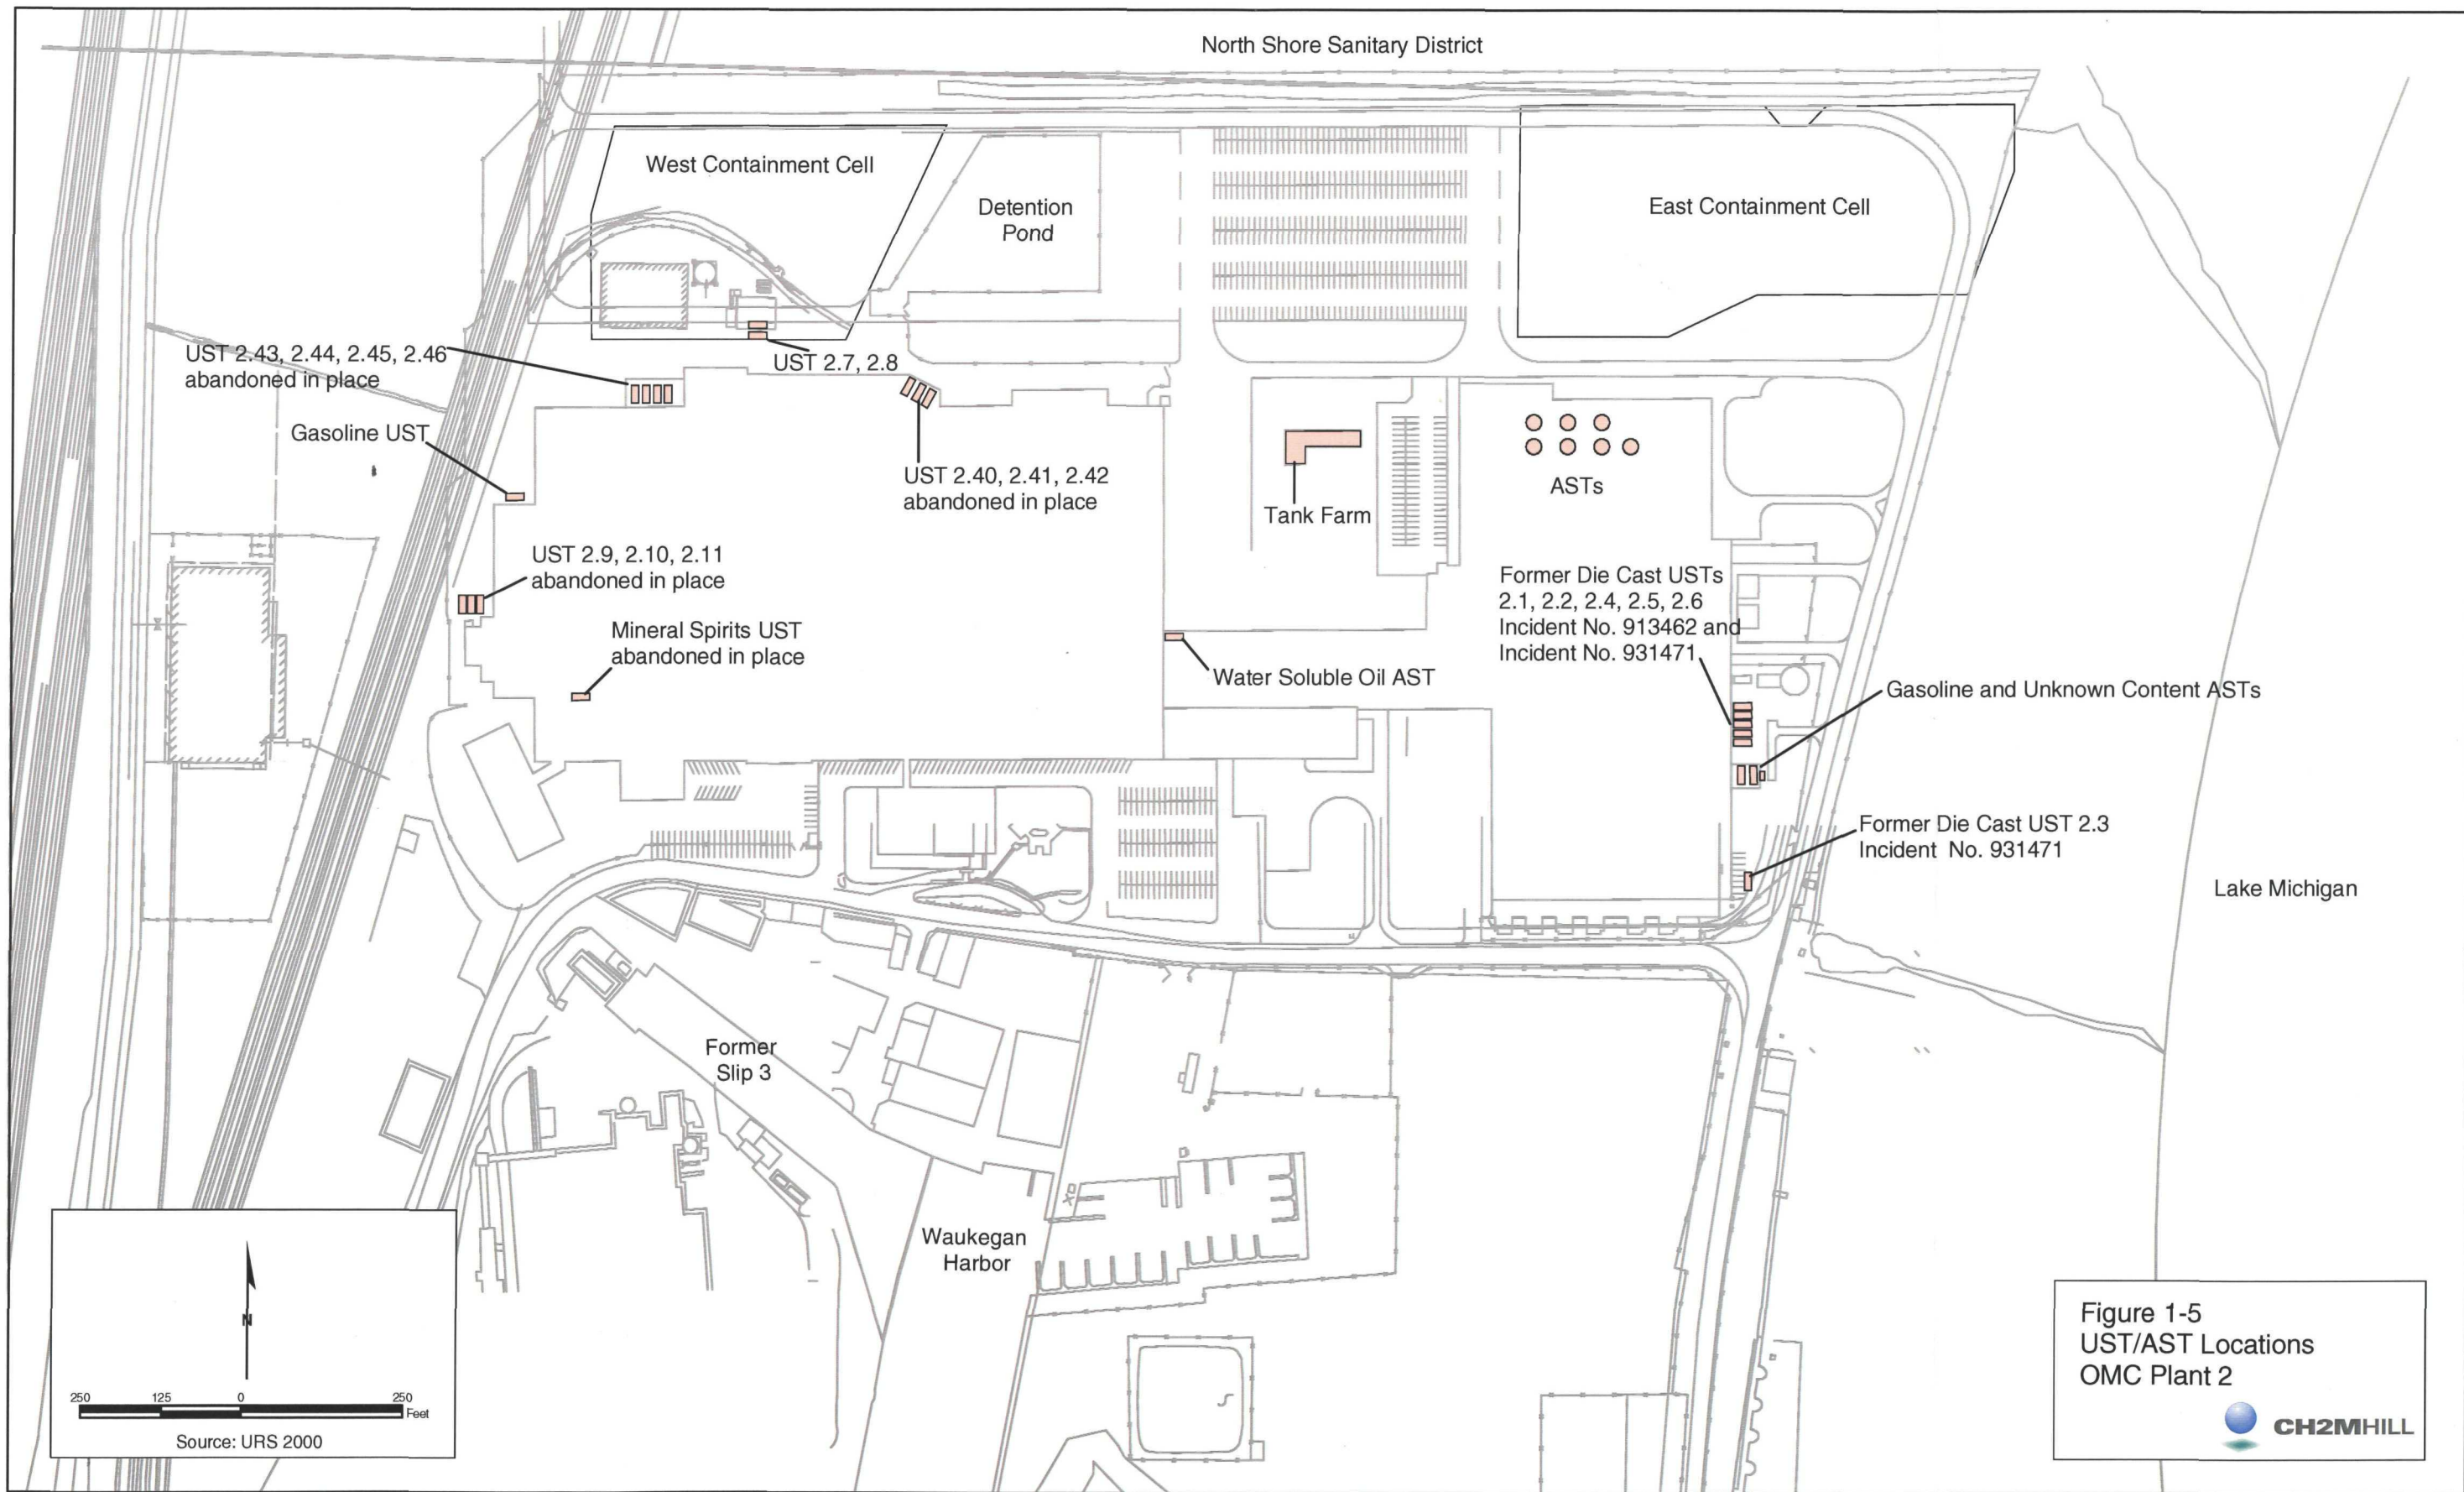 North Shore Sanitary District
West Containment Cell
Detention
Pond
East Containment Cell
UST 2.43, 2.44, 2.45, 2.46
abandoned in place
UST 2.7, 2.8
Gasoline UST
UST 2.40, 2.41, 2.42
abandoned in place
Tank Farm
ASTs
UST 2.9, 2.10, 2.11
abandoned in place
Former Die Cast USTs
2.1, 2.2, 2.4, 2.5, 2.6
Incident No. 913462 and
Incident No. 931471
Mineral Spirits UST
abandoned in place
Water Soluble Oil AST
Gasoline and Unknown Content ASTs
Former Die Cast UST 2.3
Incident No. 931471
Lake Michigan
Former
Slip 3
Waukegan
Harbor
N
250 125 0 250
Feet
Source: URS 2000
Figure 1-5
UST/AST Locations
OMC Plant 2
CH2MHILL